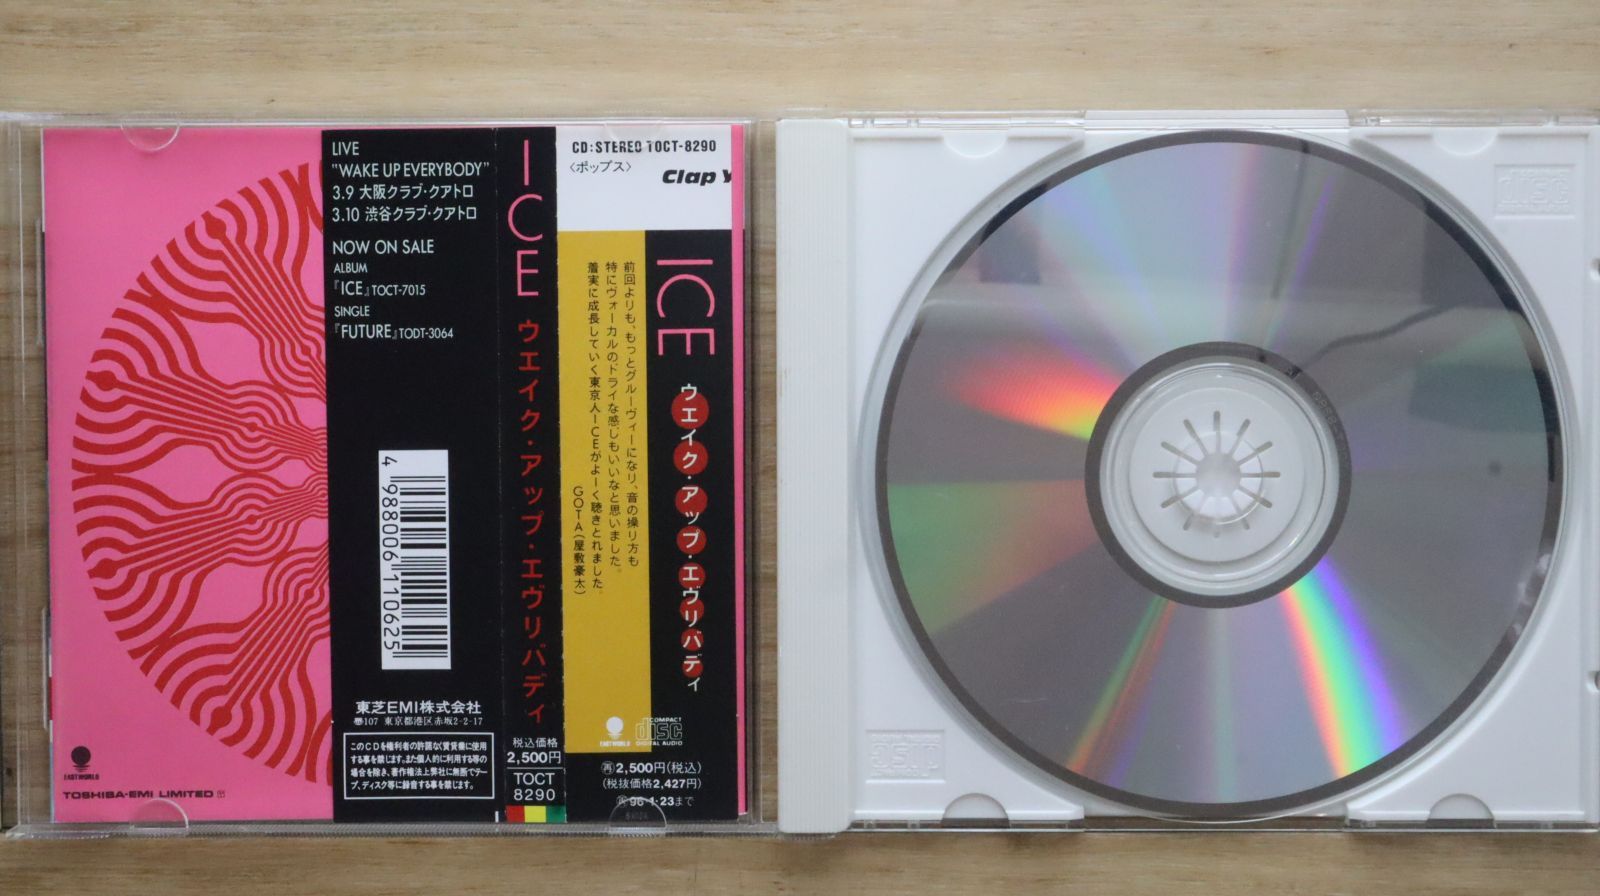 LIVE
"WAKE UP EVERYBODY"
3.9 大阪クラブ・クアトロ
3.10 渋谷クラブ・クアトロ
NOW ON SALE
ALBUM
『ICE』TOCT-7015
SINGLE
『FUTURE』TODT-3064
4 988006 110625
東芝EMI株式会社
〒107 東京都港区赤坂2-2-17
このCDを権利者の許諾なく賃貸業に使用
する事を禁じます。また個人的に利用する等の
場合を除き、著作権法上弊社に無断でテー
プ、ディスク等に録音する事を禁じます。
EASTWORLD
TOSHIBA-EMI LIMITED
ICE ウエイク・アップ・エヴリバディ
税込価格
2,500円
TOCT
8290
CD:STEREO TOCT-8290
〈ポップス〉
Clap Y
ICE ウエイク・アップ・エヴリバディ
前回よりも、もっとグルーヴィーになり、音の操り方も
特にヴォーカルのドライな感じもいいなと思いました。
着実に成長していく東京人ICEがよーく聴きとれました。
GOTA(屋敷豪太)
EASTWORLD
COMPACT
disc
DIGITAL AUDIO
再 2,500円(税込)
(税抜価格2,427円)
再 '96・1・23まで